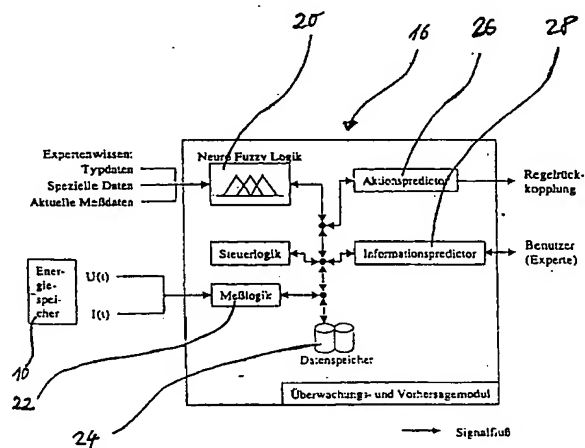 20
26
28
16
Expertenwissen:
Typdaten
Spezielle Daten
Aktuelle Meßdaten
Neuro Fuzzy Logik
Aktionspredictor
Regelrück-
kopplung
Steuerlogik
Informationspredictor
Benutzer
(Experte)
Ener-
gie-
spei-
cher
U(t)
I(t)
Meßlogik
10
22
Datenspeicher
24
Überwachungs- und Vorhersagemodul
Signalfluß